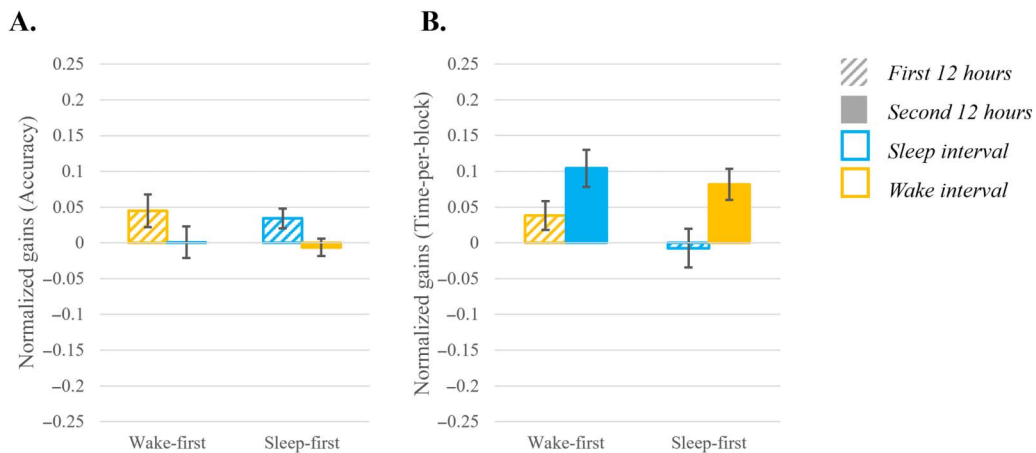 A.
Normalized gains (Accuracy)
0.25
0.2
0.15
0.1
0.05
0
−0.05
−0.1
−0.15
−0.2
−0.25
Wake-first
Sleep-first
B.
Normalized gains (Time-per-block)
0.25
0.2
0.15
0.1
0.05
0
−0.05
−0.1
−0.15
−0.2
−0.25
Wake-first
Sleep-first
First 12 hours
Second 12 hours
Sleep interval
Wake interval